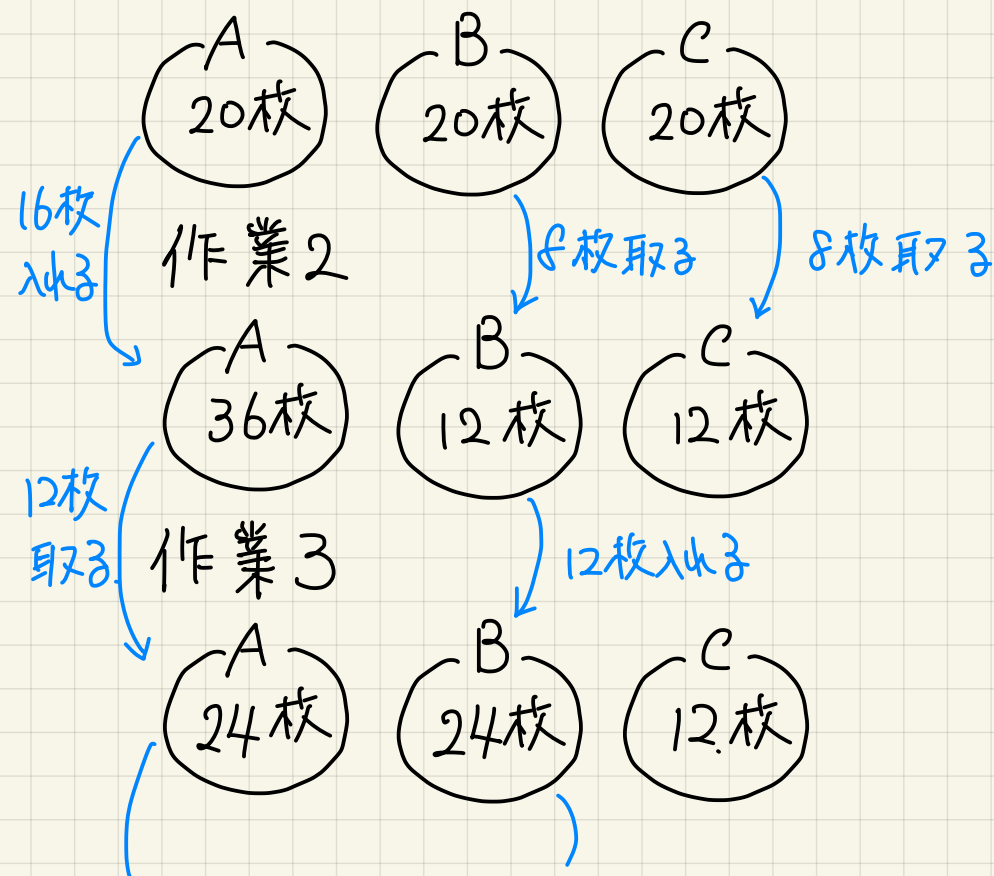 A B C
20枚 20枚 20枚
16枚
入れる
作業2
8枚取る
8枚取る
A B C
36枚 12枚 12枚
12枚
取る
作業3
12枚入れる
A B C
24枚 24枚 12枚